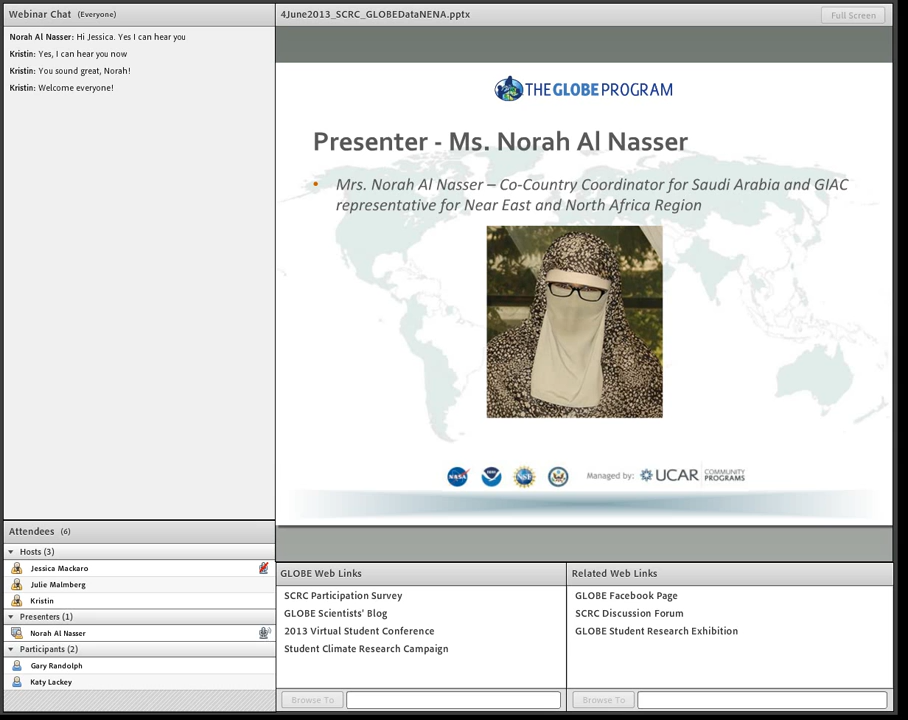 Webinar Chat (Everyone)
Norah Al Nasser: Hi Jessica. Yes I can hear you
Kristin: Yes, I can hear you now
Kristin: You sound great, Norah!
Kristin: Welcome everyone!
Attendees (6)
Hosts (3)
Jessica Mackaro
Julie Malmberg
Kristin
Presenters (1)
Norah Al Nasser
Participants (2)
Gary Randolph
Katy Lackey
4June2013_SCRC_GLOBEDataNENA.pptx
Full Screen
THE GLOBE PROGRAM
Presenter - Ms. Norah Al Nasser
• Mrs. Norah Al Nasser – Co-Country Coordinator for Saudi Arabia and GIAC
representative for Near East and North Africa Region
NASA
NSF
Managed by: UCAR COMMUNITY
PROGRAMS
GLOBE Web Links
SCRC Participation Survey
GLOBE Scientists' Blog
2013 Virtual Student Conference
Student Climate Research Campaign
Browse To
Related Web Links
GLOBE Facebook Page
SCRC Discussion Forum
GLOBE Student Research Exhibition
Browse To